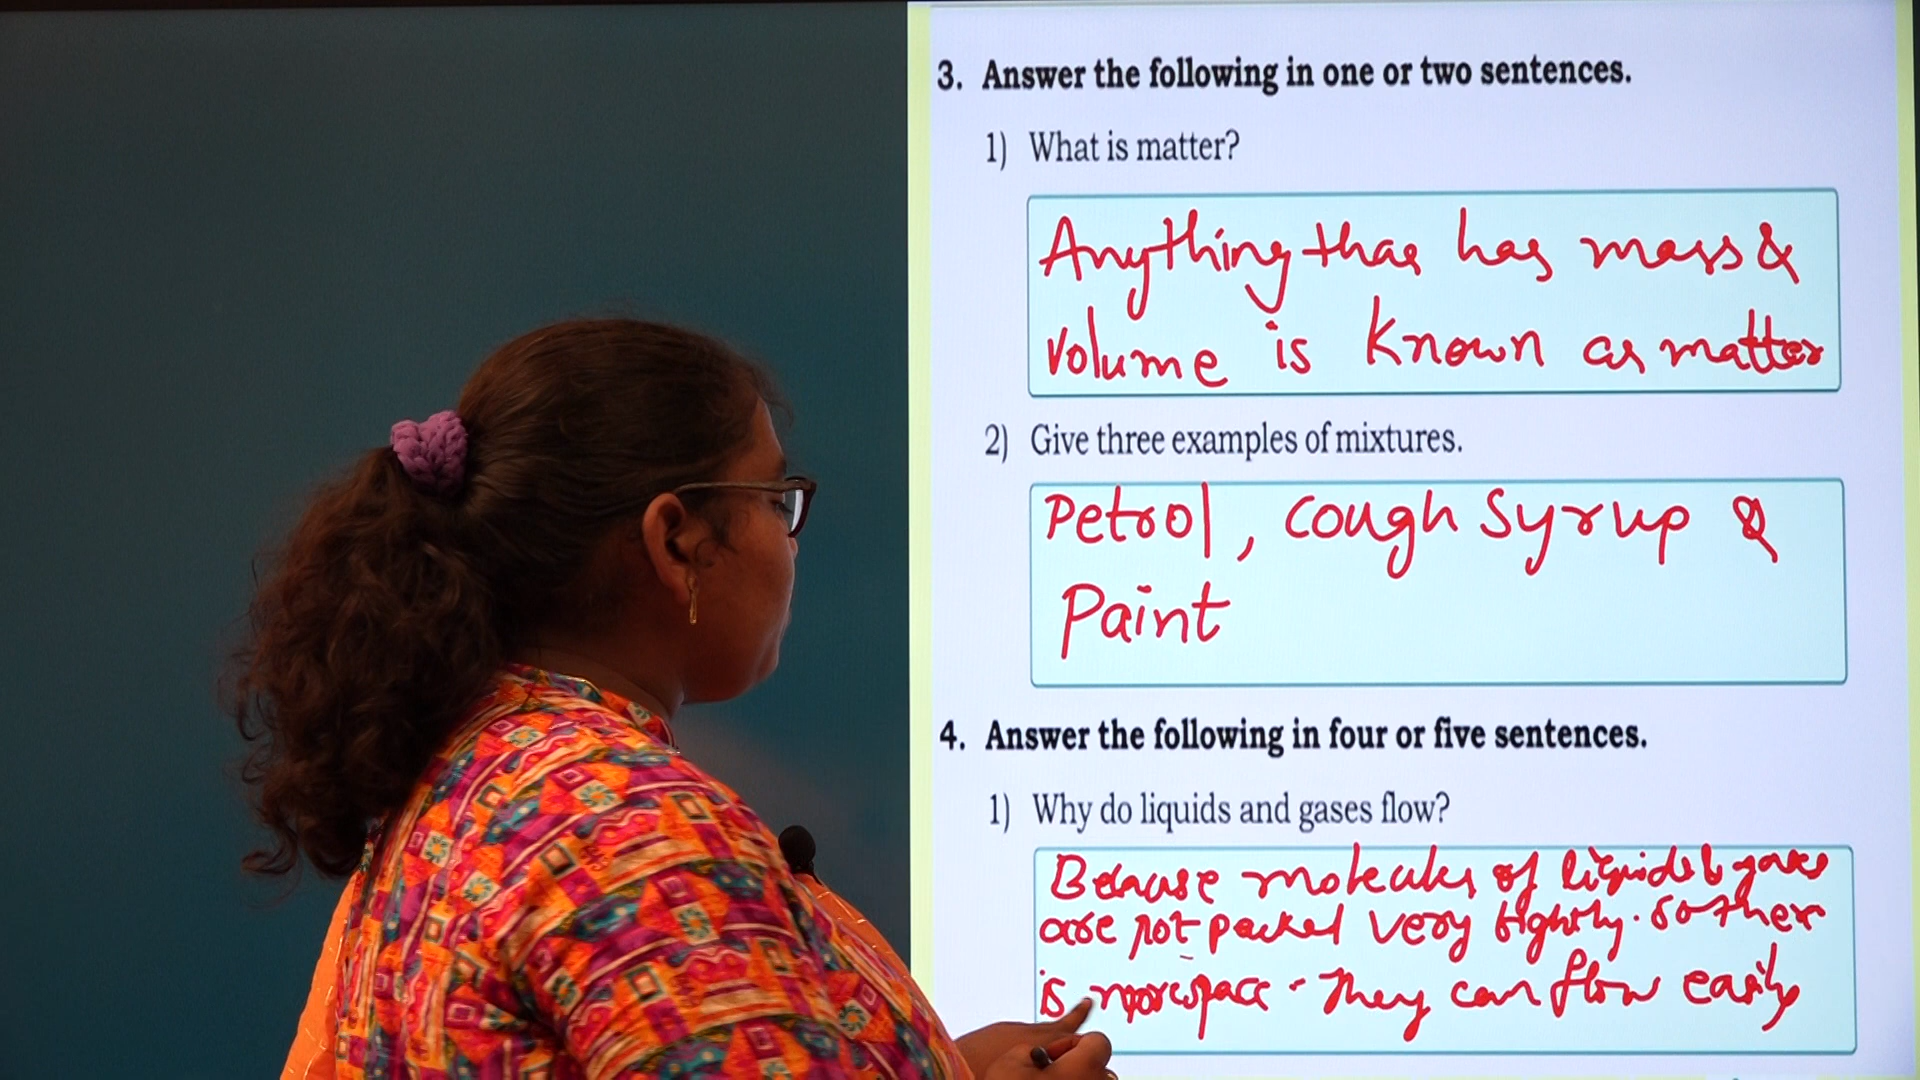 3. Answer the following in one or two sentences.
1) What is matter?
Anything that has mass &
volume is known as matter
2) Give three examples of mixtures.
Petrol, cough syrup &
Paint
4. Answer the following in four or five sentences.
1) Why do liquids and gases flow?
Because molecules of liquids & gases
are not packed very tightly. So ther
is more space. They can flow easily